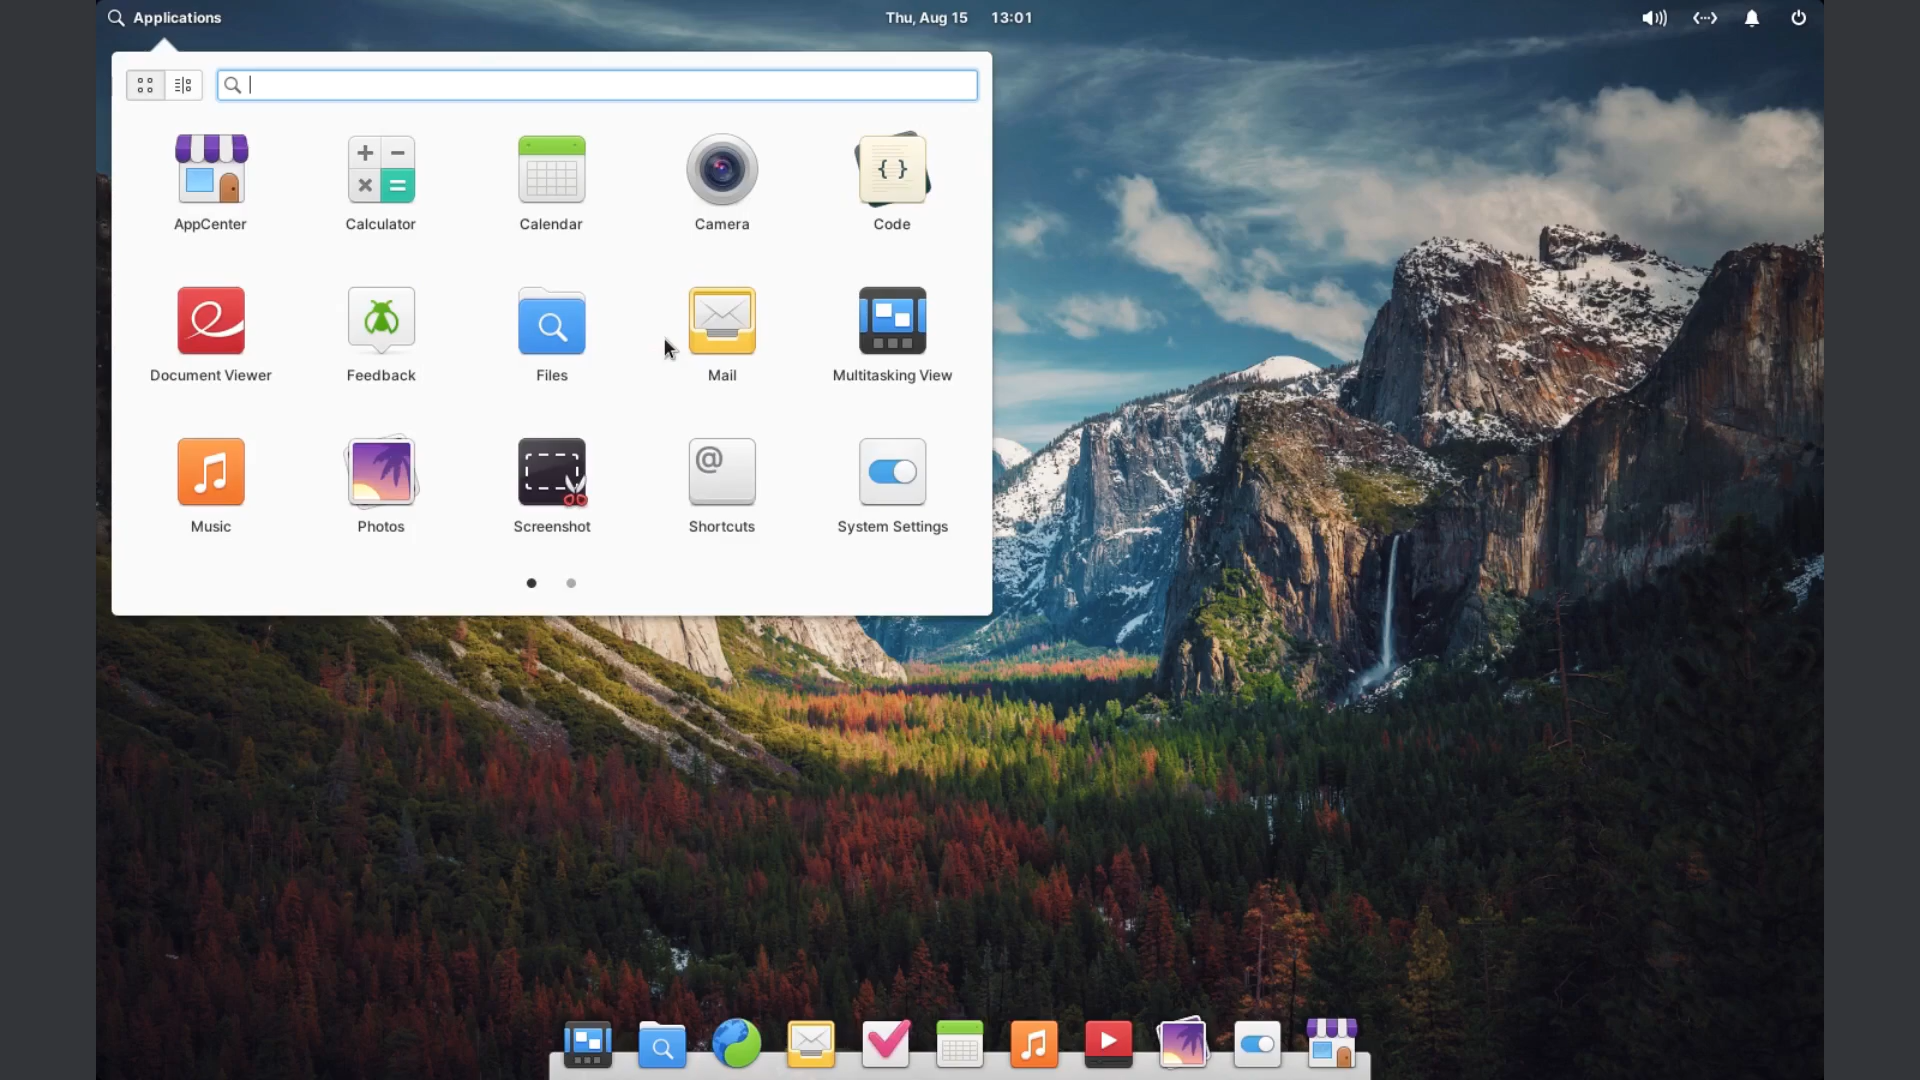 Applications
Thu, Aug 15 13:01
AppCenter
Calculator
Calendar
Camera
Code
Document Viewer
Feedback
Files
Mail
Multitasking View
Music
Photos
Screenshot
Shortcuts
System Settings